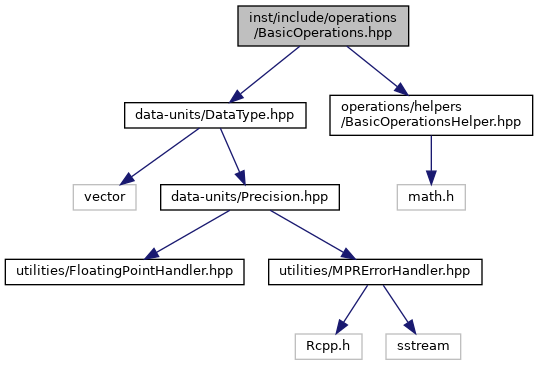 inst/include/operations
/BasicOperations.hpp
data-units/DataType.hpp
operations/helpers
/BasicOperationsHelper.hpp
vector
data-units/Precision.hpp
math.h
utilities/FloatingPointHandler.hpp
utilities/MPRErrorHandler.hpp
Rcpp.h
sstream